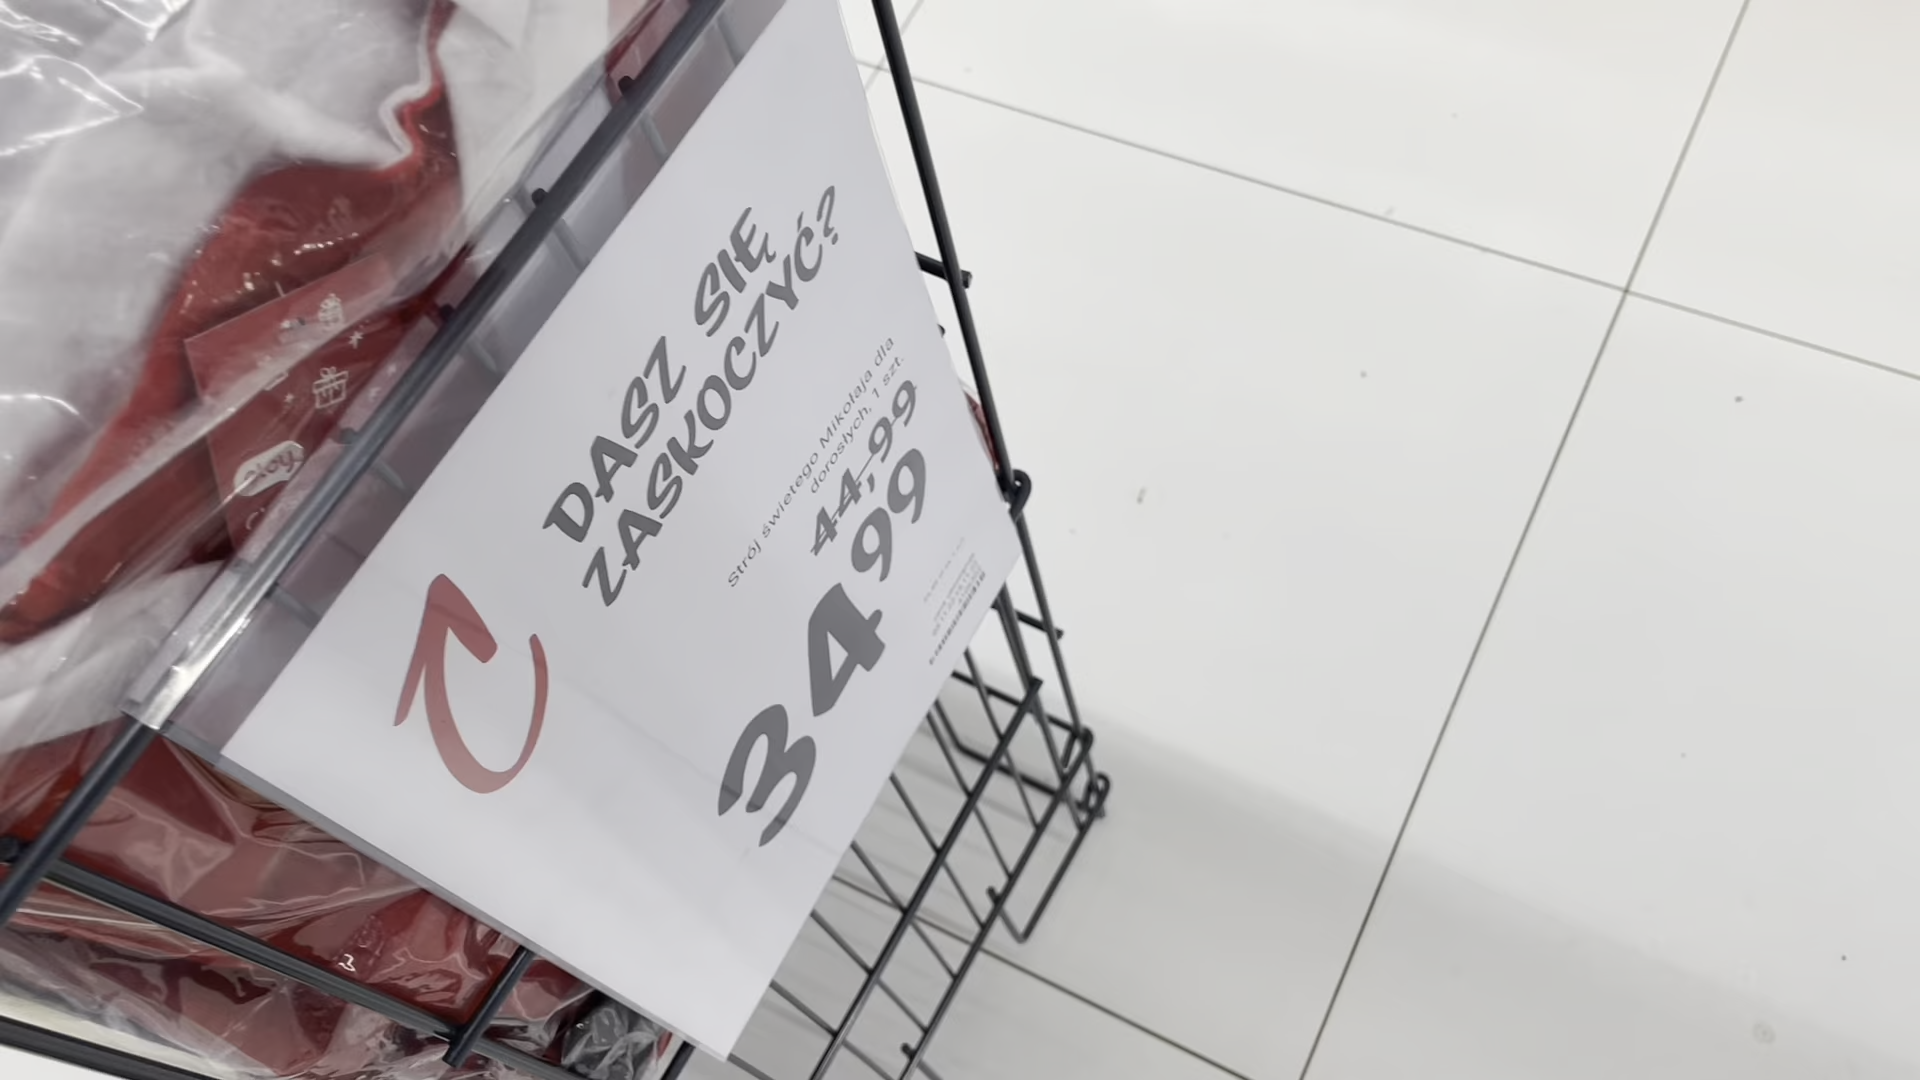 DASZ SIĘ
ZASKOCZYĆ?
Strój świętego Mikołaja dla
dorosłych, 1 szt.
44,99
34 99